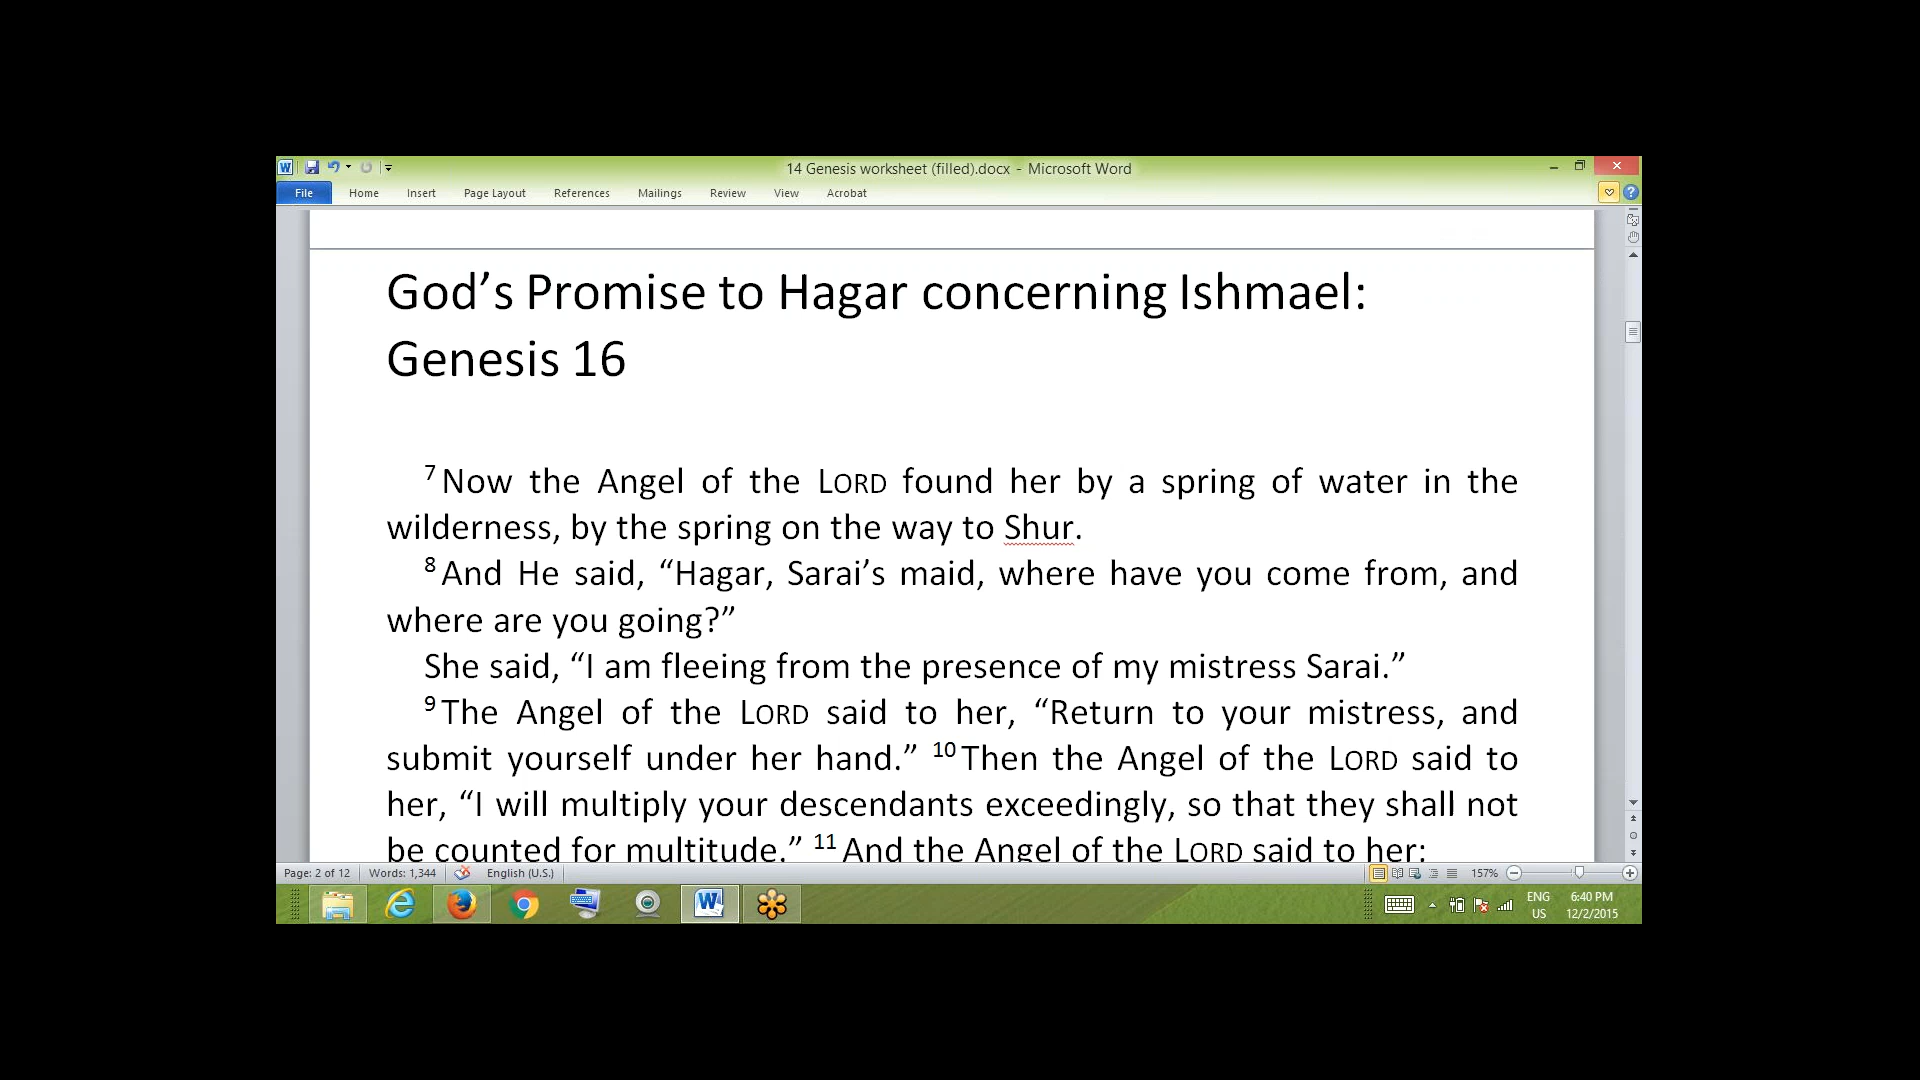 14 Genesis worksheet (filled).docx - Microsoft Word
File Home Insert Page Layout References Mailings Review View Acrobat
God’s Promise to Hagar concerning Ishmael:
Genesis 16
7 Now the Angel of the LORD found her by a spring of water in the
wilderness, by the spring on the way to Shur.
8 And He said, “Hagar, Sarai’s maid, where have you come from, and
where are you going?”
She said, “I am fleeing from the presence of my mistress Sarai.”
9 The Angel of the LORD said to her, “Return to your mistress, and
submit yourself under her hand.” 10 Then the Angel of the LORD said to
her, “I will multiply your descendants exceedingly, so that they shall not
be counted for multitude.” 11 And the Angel of the LORD said to her:
Page: 2 of 12 Words: 1,344 English (U.S.) 157%
ENG 6:40 PM
US 12/2/2015